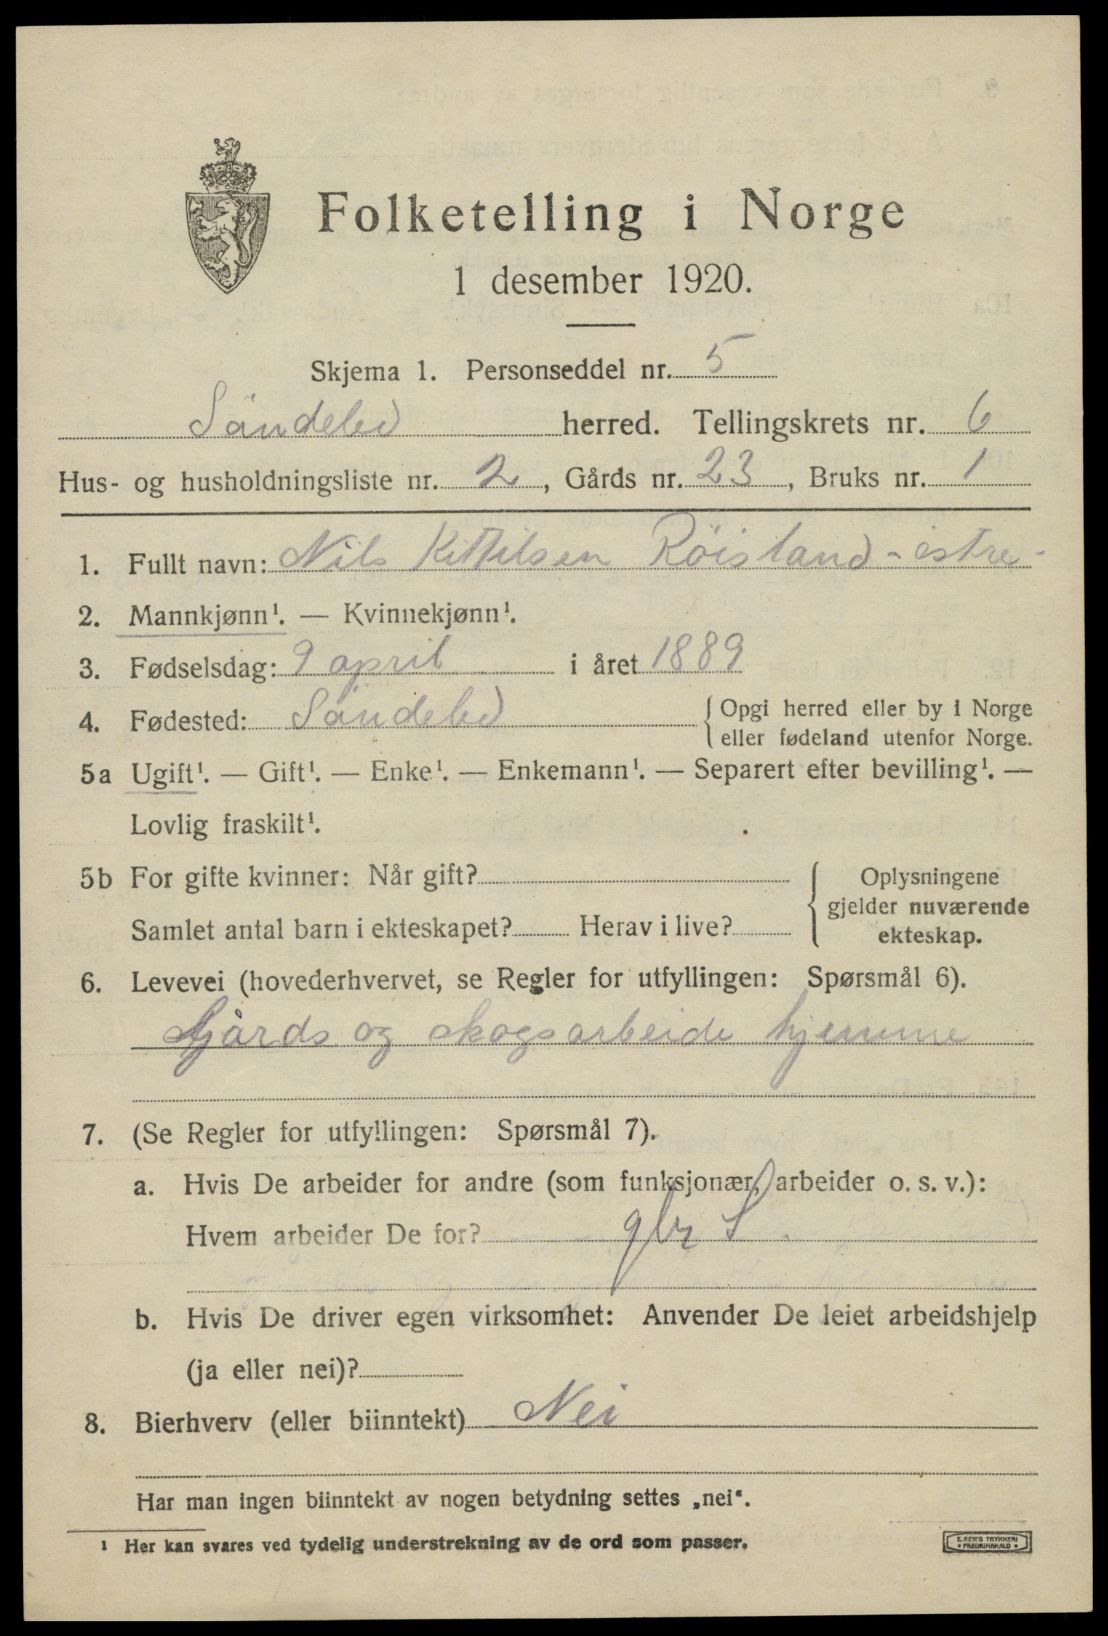 Folketelling i Norge
1 desember 1920.
Skjema 1. Personseddel nr. 5
Søndeled herred. Tellingskrets nr. 6
Hus- og husholdningsliste nr. 2, Gårds nr. 23, Bruks nr. 1
1. Fullt navn: Nils Kittilsen Röisland - östre -
2. Mannkjønn¹. — Kvinnekjønn¹.
3. Fødselsdag: 9 april i året 1889
4. Fødested: Søndeled { Opgi herred eller by i Norge
eller fødeland utenfor Norge.
5a Ugift¹. — Gift¹. — Enke¹. — Enkemann¹. — Separert efter bevilling¹. —
Lovlig fraskilt¹.
5b For gifte kvinner: Når gift? { Oplysningene
gjelder nuværende
Samlet antal barn i ekteskapet? Herav i live? ekteskap.
6. Levevei (hovederhvervet, se Regler for utfyllingen: Spørsmål 6).
Gjårds og skogsarbeide hjemme
7. (Se Regler for utfyllingen: Spørsmål 7).
a. Hvis De arbeider for andre (som funksjonær, arbeider o. s. v.):
Hvem arbeider De for? gbr S
b. Hvis De driver egen virksomhet: Anvender De leiet arbeidshjelp
(ja eller nei)?
8. Bierhverv (eller biinntekt) Nei
Har man ingen biinntekt av nogen betydning settes „nei“.
¹ Her kan svares ved tydelig understrekning av de ord som passer.
E. SEM'S TRYKKERI
• FREDRIKSHALD •